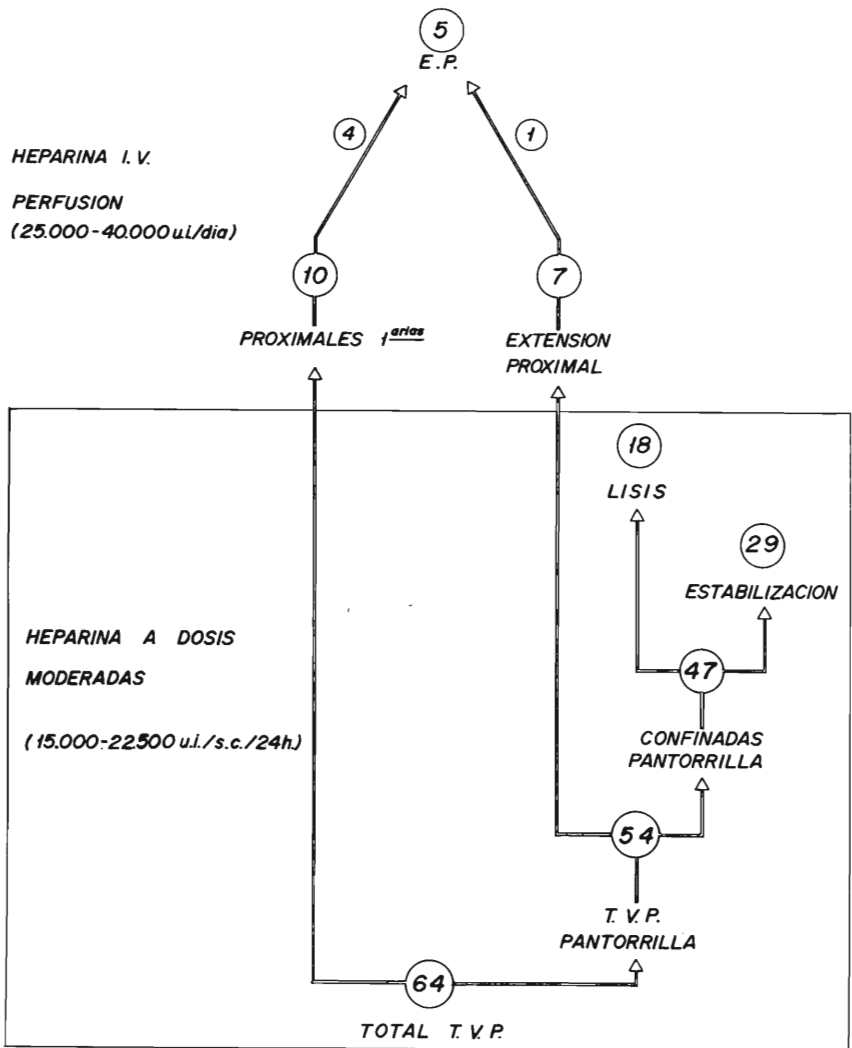 5
E.P.
4
1
HEPARINA I. V.
PERFUSION
(25.000-40.000 u.i./dia)
10
7
PROXIMALES 1arias
EXTENSION
PROXIMAL
18
LISIS
29
ESTABILIZACION
HEPARINA A DOSIS
MODERADAS
(15.000-22.500 u.i./s.c./24h.)
47
CONFINADAS
PANTORRILLA
54
T. V. P.
PANTORRILLA
64
TOTAL T. V. P.